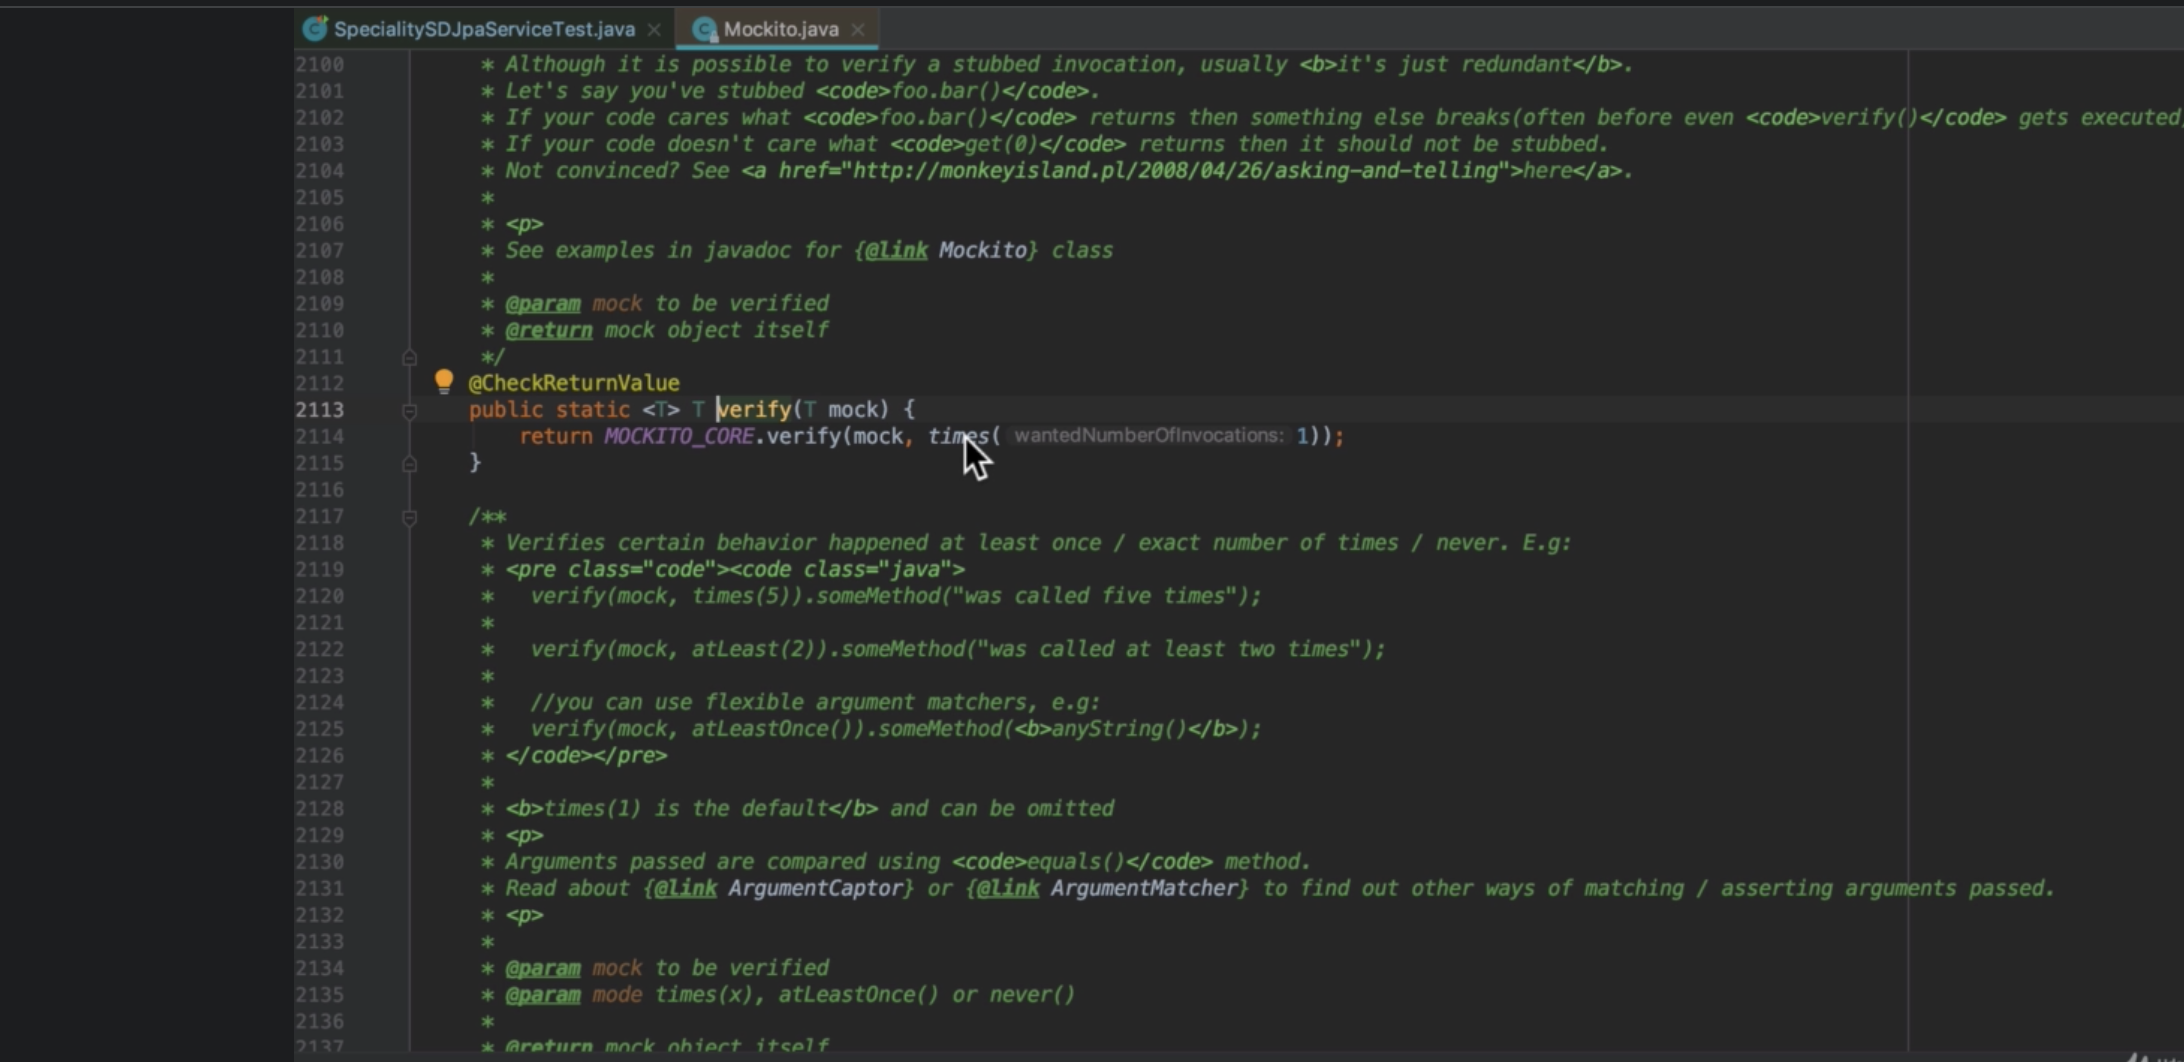 SpecialitySDJpaServiceTest.java Mockito.java
2100 * Although it is possible to verify a stubbed invocation, usually <b>it's just redundant</b>.
2101 * Let's say you've stubbed <code>foo.bar()</code>.
2102 * If your code cares what <code>foo.bar()</code> returns then something else breaks(often before even <code>verify()</code> gets executed
2103 * If your code doesn't care what <code>get(0)</code> returns then it should not be stubbed.
2104 * Not convinced? See <a href="http://monkeyisland.pl/2008/04/26/asking-and-telling">here</a>.
2105 *
2106 * <p>
2107 * See examples in javadoc for {@link Mockito} class
2108 *
2109 * @param mock to be verified
2110 * @return mock object itself
2111 */
2112 @CheckReturnValue
2113 public static <T> T verify(T mock) {
2114 return MOCKITO_CORE.verify(mock, times( wantedNumberOfInvocations: 1));
2115 }
2116
2117 /**
2118 * Verifies certain behavior happened at least once / exact number of times / never. E.g:
2119 * <pre class="code"><code class="java">
2120 * verify(mock, times(5)).someMethod("was called five times");
2121 *
2122 * verify(mock, atLeast(2)).someMethod("was called at least two times");
2123 *
2124 * //you can use flexible argument matchers, e.g:
2125 * verify(mock, atLeastOnce()).someMethod(<b>anyString()</b>);
2126 * </code></pre>
2127 *
2128 * <b>times(1) is the default</b> and can be omitted
2129 * <p>
2130 * Arguments passed are compared using <code>equals()</code> method.
2131 * Read about {@link ArgumentCaptor} or {@link ArgumentMatcher} to find out other ways of matching / asserting arguments passed.
2132 * <p>
2133 *
2134 * @param mock to be verified
2135 * @param mode times(x), atLeastOnce() or never()
2136 *
2137 * @return mock object itself